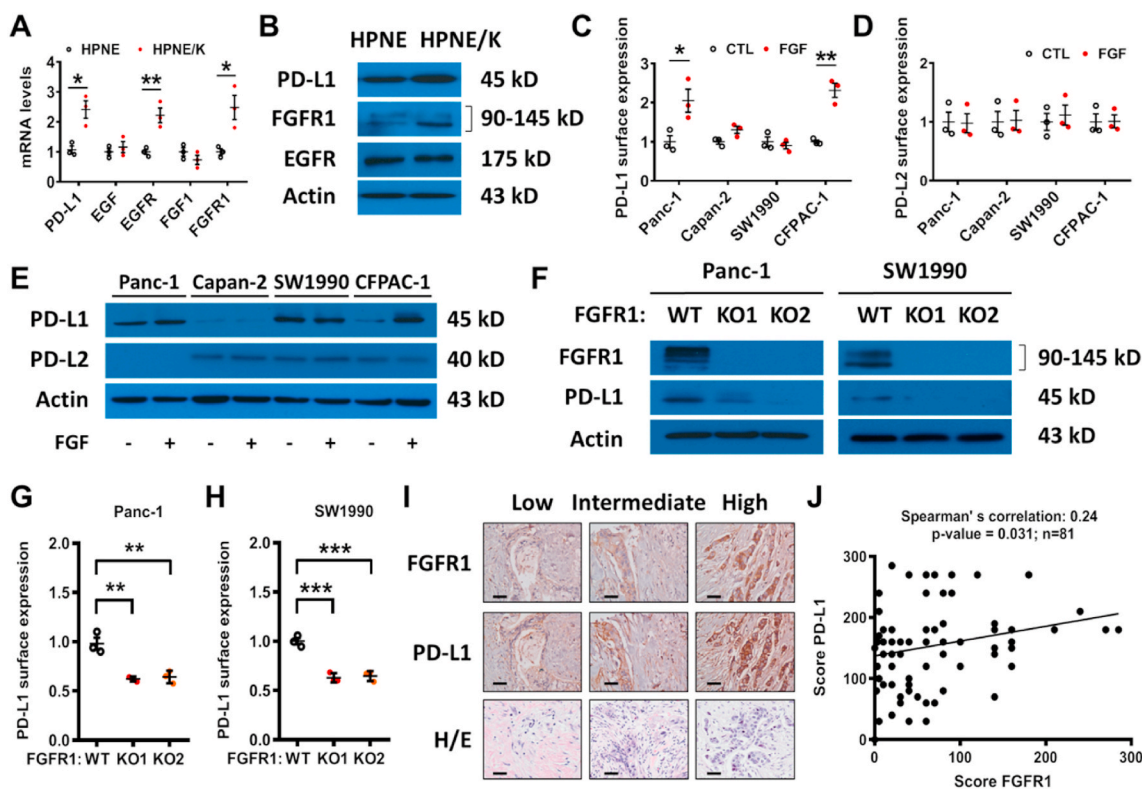 A
HPNE HPNE/K
mRNA levels
6
4
2
0
* ** *
PD-L1 EGF EGFR FGF1 FGFR1
B
HPNE HPNE/K
PD-L1 45 kD
FGFR1 90-145 kD
EGFR 175 kD
Actin 43 kD
C
CTL FGF
PD-L1 surface expression
4
3
2
1
0
* **
Panc-1 Capan-2 SW1990 CFPAC-1
D
CTL FGF
PD-L2 surface expression
3
2
1
0
Panc-1 Capan-2 SW1990 CFPAC-1
E
Panc-1 Capan-2 SW1990 CFPAC-1
PD-L1 45 kD
PD-L2 40 kD
Actin 43 kD
FGF - + - + - + - +
F
Panc-1 SW1990
FGFR1: WT KO1 KO2 WT KO1 KO2
FGFR1 90-145 kD
PD-L1 45 kD
Actin 43 kD
G
Panc-1
PD-L1 surface expression
2.0
1.5
1.0
0.5
0.0
**
**
FGFR1: WT KO1 KO2
H
SW1990
PD-L1 surface expression
2.0
1.5
1.0
0.5
0.0
***
***
FGFR1: WT KO1 KO2
I
Low Intermediate High
FGFR1
PD-L1
H/E
J
Spearman' s correlation: 0.24
p-value = 0.031; n=81
Score PD-L1
300
200
100
0
0 100 200 300
Score FGFR1